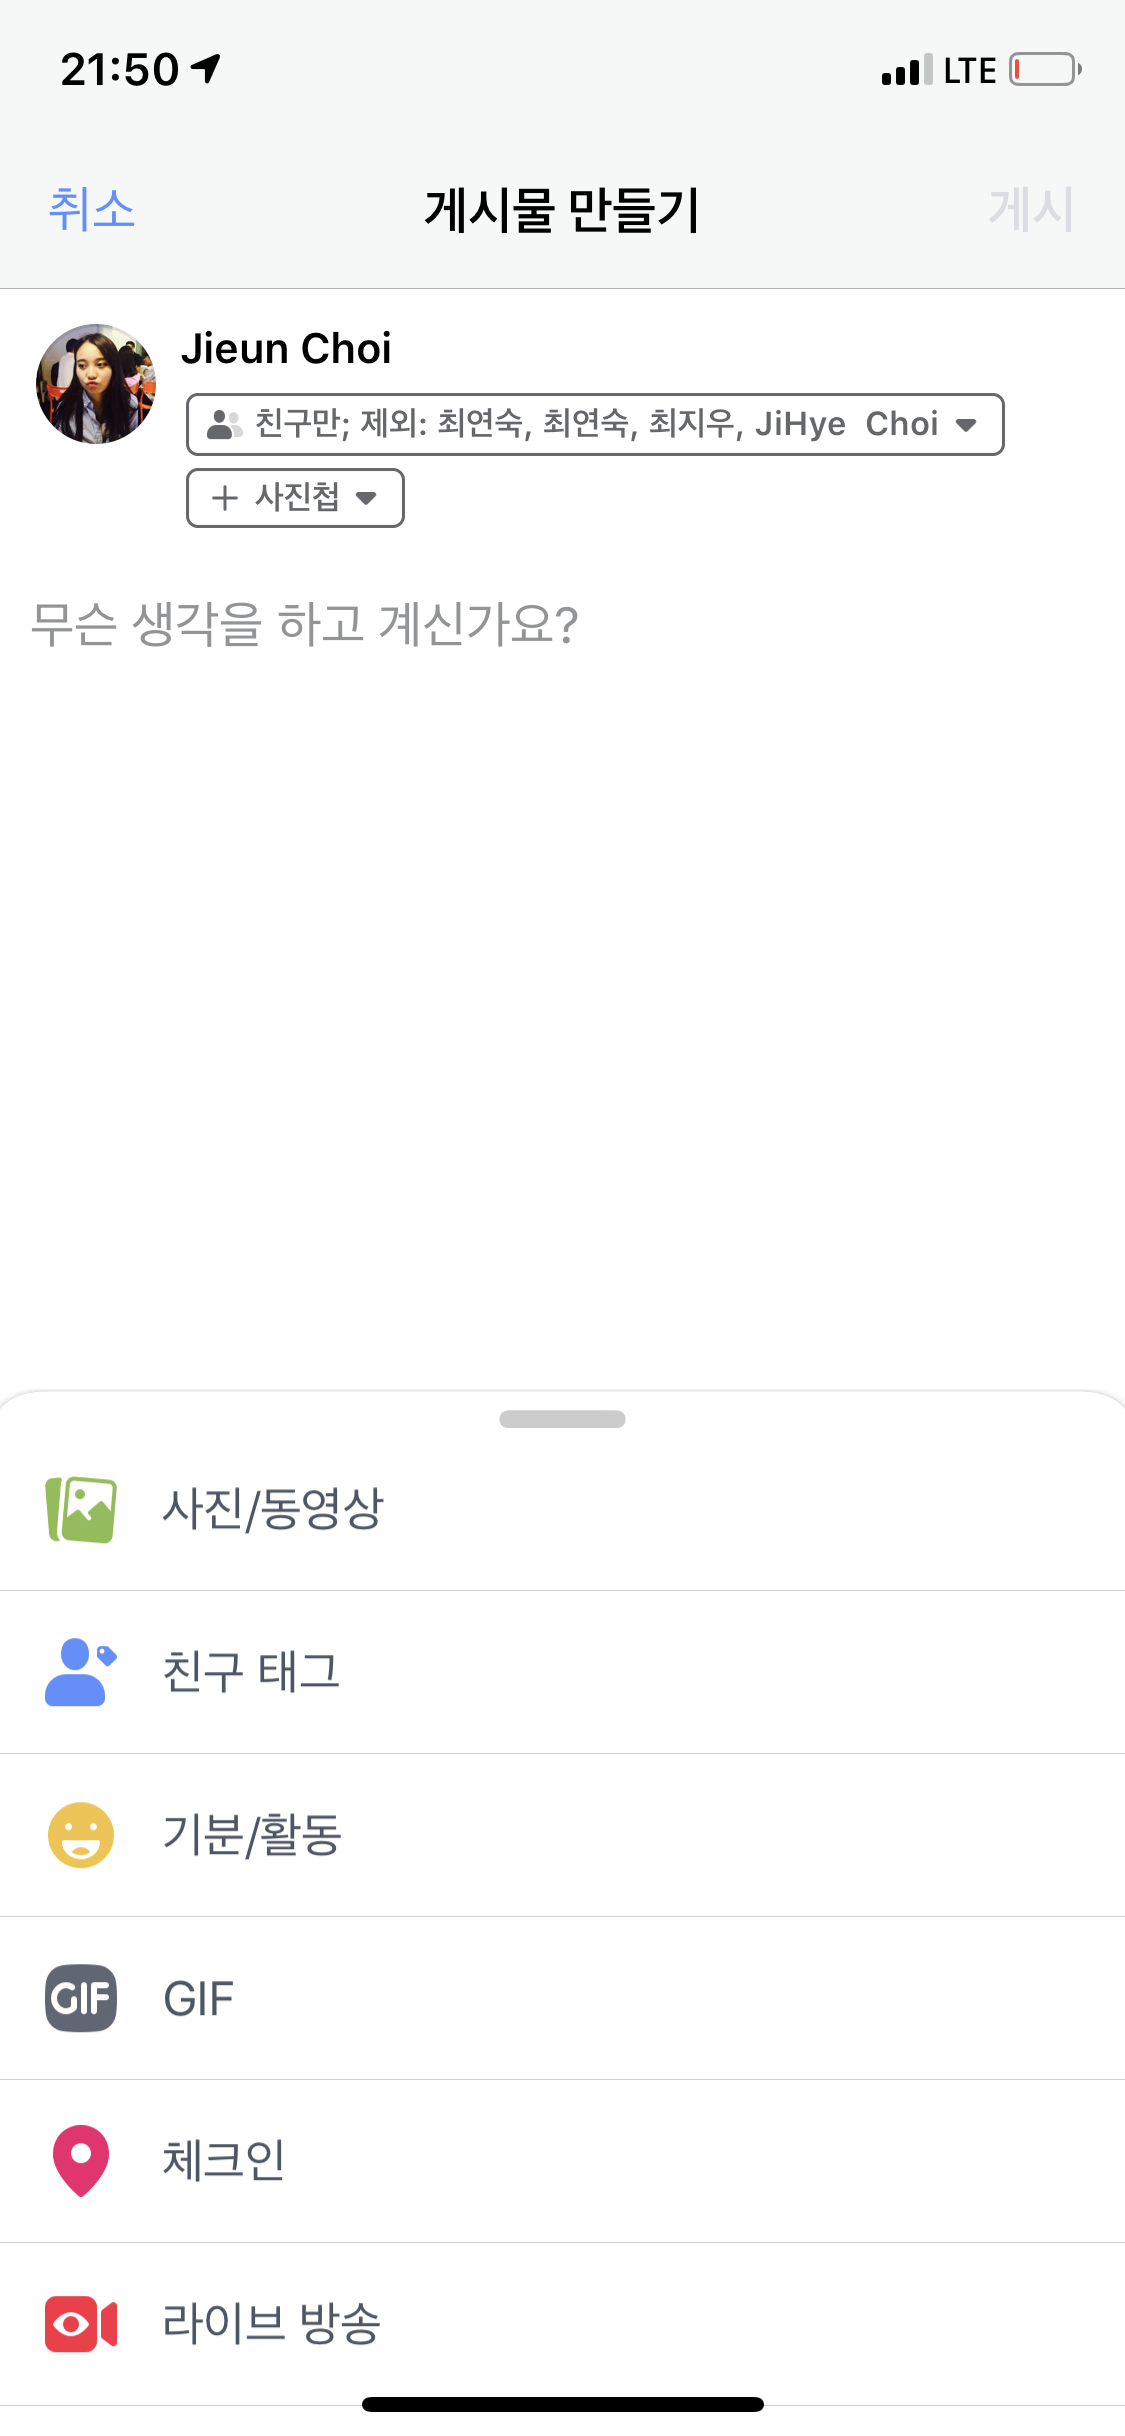 21:50 LTE
취소 게시물 만들기 게시
Jieun Choi
친구만; 제외: 최연숙, 최연숙, 최지우, JiHye  Choi
+ 사진첩
무슨 생각을 하고 계신가요?
사진/동영상
친구 태그
기분/활동
GIF GIF
체크인
라이브 방송